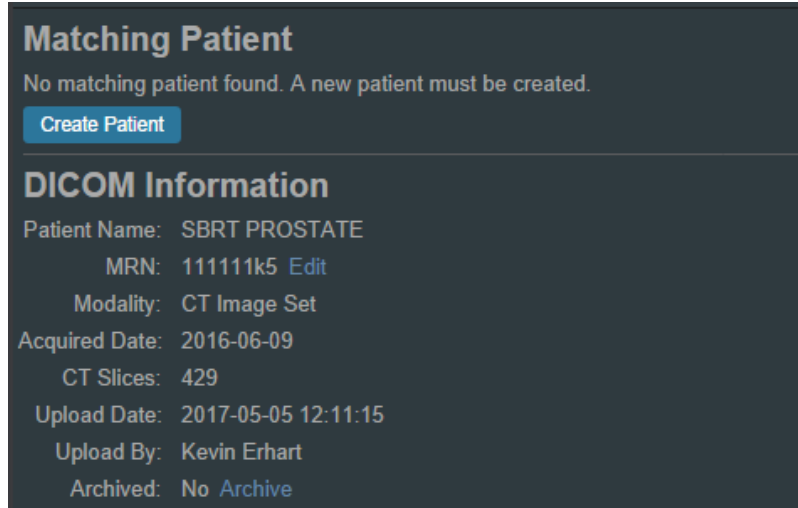 Matching Patient
No matching patient found. A new patient must be created.
Create Patient
DICOM Information
Patient Name: SBRT PROSTATE
MRN: 111111k5 Edit
Modality: CT Image Set
Acquired Date: 2016-06-09
CT Slices: 429
Upload Date: 2017-05-05 12:11:15
Upload By: Kevin Erhart
Archived: No Archive